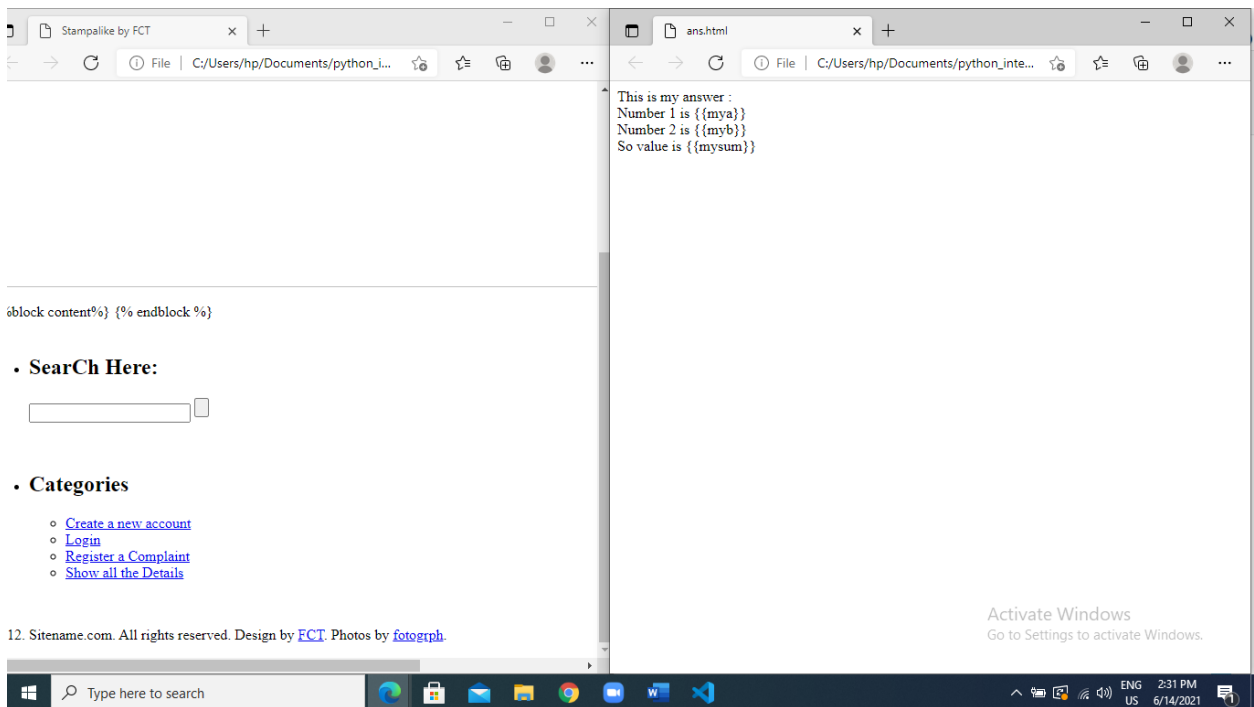 Stampalike by FCT
File | C:/Users/hp/Documents/python_i...
%block content%} {% endblock %}
SearCh Here:
Categories
Create a new account
Login
Register a Complaint
Show all the Details
12. Sitename.com. All rights reserved. Design by FCT. Photos by fotogrph.
ans.html
File | C:/Users/hp/Documents/python_inte...
This is my answer :
Number 1 is {{mya}}
Number 2 is {{myb}}
So value is {{mysum}}
Activate Windows
Go to Settings to activate Windows.
Type here to search
ENG
US
2:31 PM
6/14/2021
1